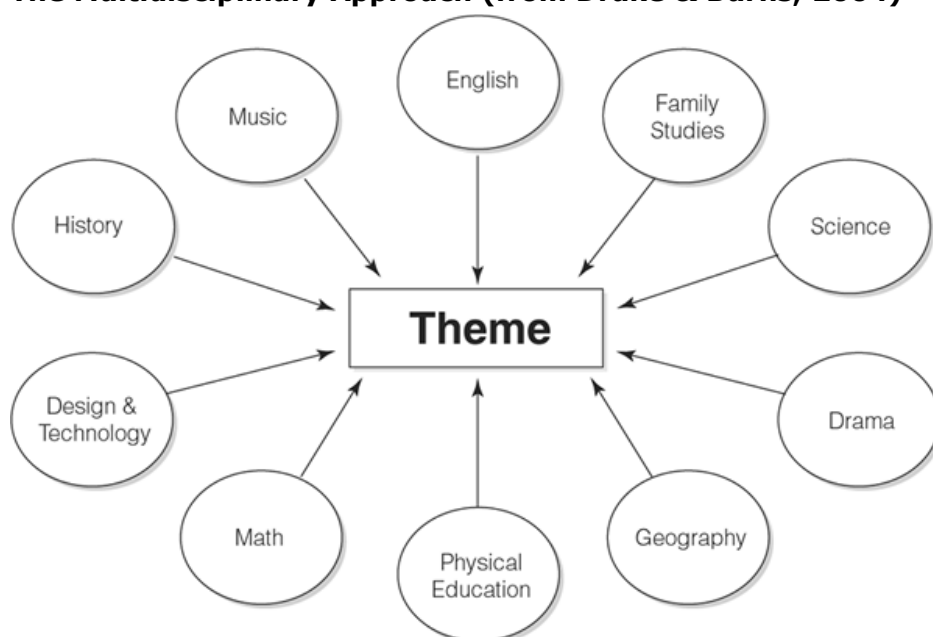 The Multidisciplinary Approach (from Drake & Burns, 2004)
English
Music
Family
Studies
History
Science
Theme
Design &
Technology
Drama
Math
Geography
Physical
Education